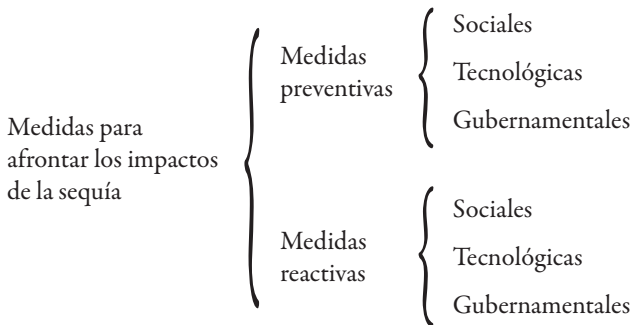 Medidas para
afrontar los impactos
de la sequía
Medidas
preventivas
Sociales
Tecnológicas
Gubernamentales
Medidas
reactivas
Sociales
Tecnológicas
Gubernamentales